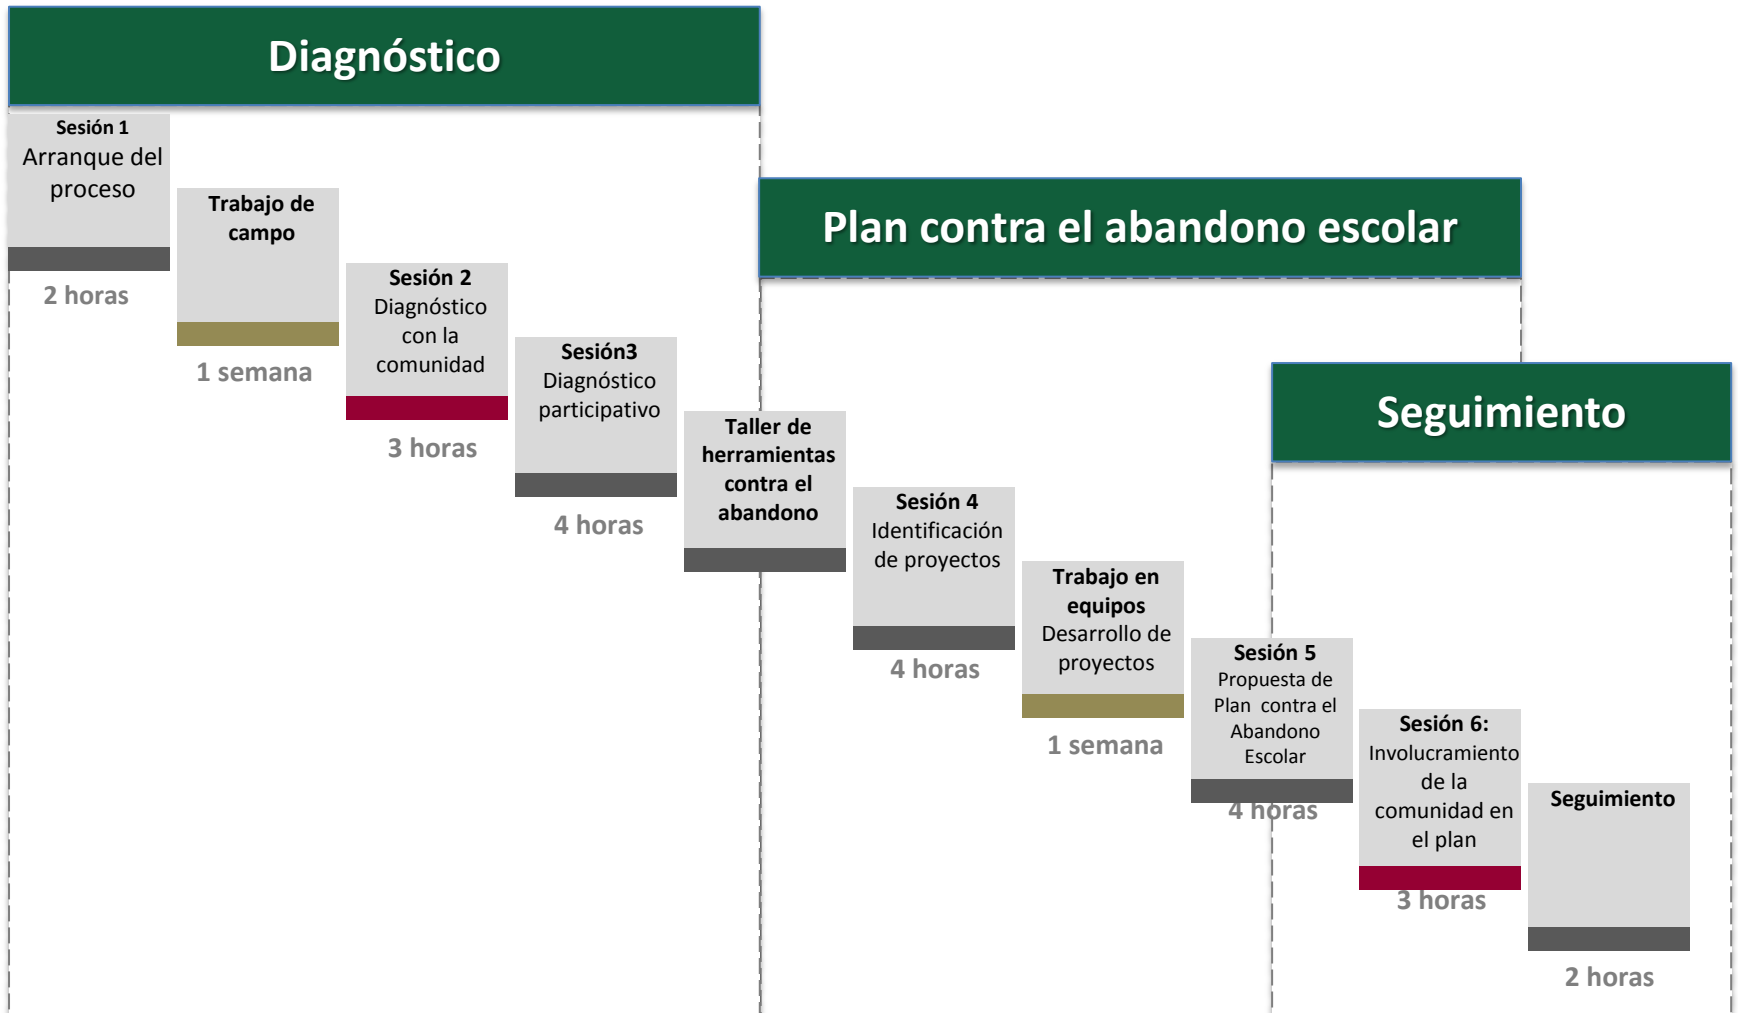 Diagnóstico
Sesión 1
Arranque del
proceso
2 horas
Trabajo de
campo
1 semana
Sesión 2
Diagnóstico
con la
comunidad
3 horas
Sesión3
Diagnóstico
participativo
4 horas
Plan contra el abandono escolar
Taller de
herramientas
contra el
abandono
Sesión 4
Identificación
de proyectos
4 horas
Trabajo en
equipos
Desarrollo de
proyectos
1 semana
Seguimiento
Sesión 5
Propuesta de
Plan contra el
Abandono
Escolar
4 horas
Sesión 6:
Involucramiento
de la
comunidad en
el plan
3 horas
Seguimiento
2 horas